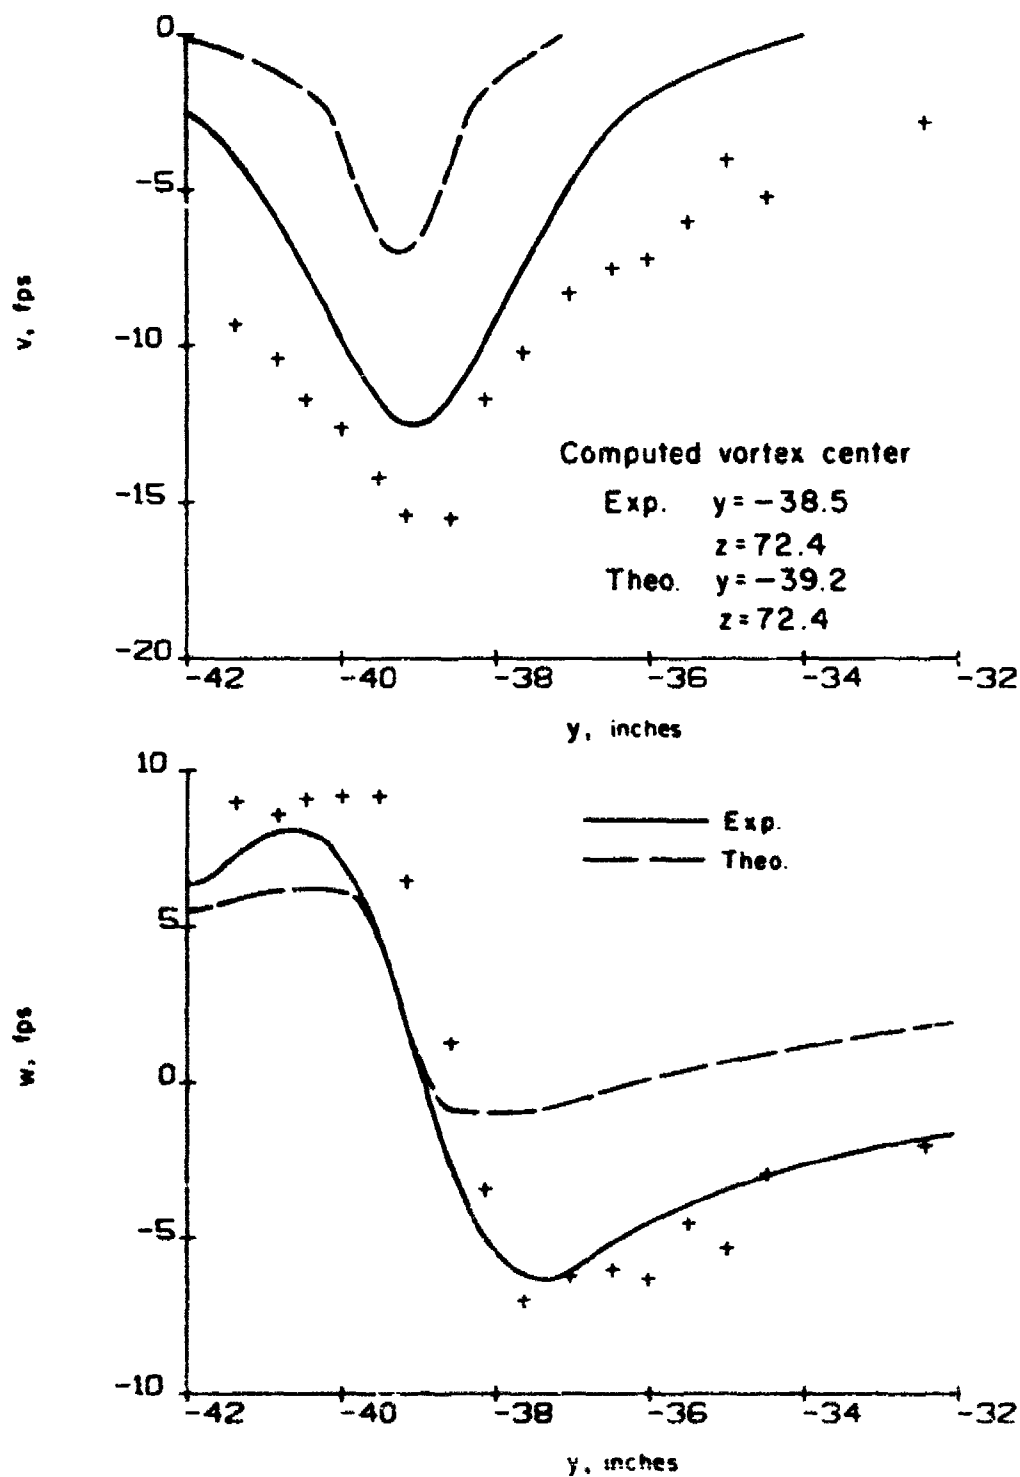 0
-5
-10
-15
-20
v, fps
Computed vortex center
Exp. y = -38.5
z = 72.4
Theo. y = -39.2
z = 72.4
-42 -40 -38 -36 -34 -32
y, inches
10
5
0
-5
-10
w, fps
Exp.
Theo.
-42 -40 -38 -36 -34 -32
y, inches